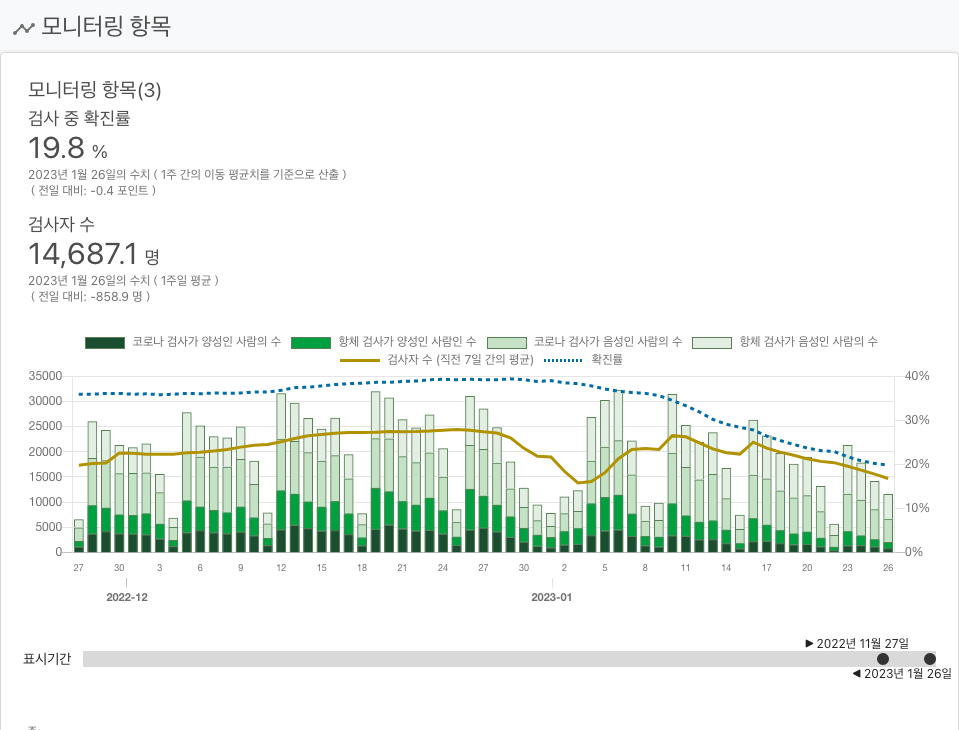 모니터링 항목
모니터링 항목(3)
검사 중 확진률
19.8 %
2023년 1월 26일의 수치 ( 1주 간의 이동 평균치를 기준으로 산출 )
( 전일 대비: -0.4 포인트 )
검사자 수
14,687.1 명
2023년 1월 26일의 수치 ( 1주일 평균 )
( 전일 대비: -858.9 명 )
코로나 검사가 양성인 사람의 수 항체 검사가 양성인 사람인 수 코로나 검사가 음성인 사람의 수 항체 검사가 음성인 사람의 수
검사자 수 (직전 7일 간의 평균) 확진률
35000 40%
30000
25000 30%
20000
15000 20%
10000 10%
5000
0 0%
27 30 3 6 9 12 15 18 21 24 27 30 2 5 8 11 14 17 20 23 26
2022-12 2023-01
▶ 2022년 11월 27일
표시기간
◀ 2023년 1월 26일